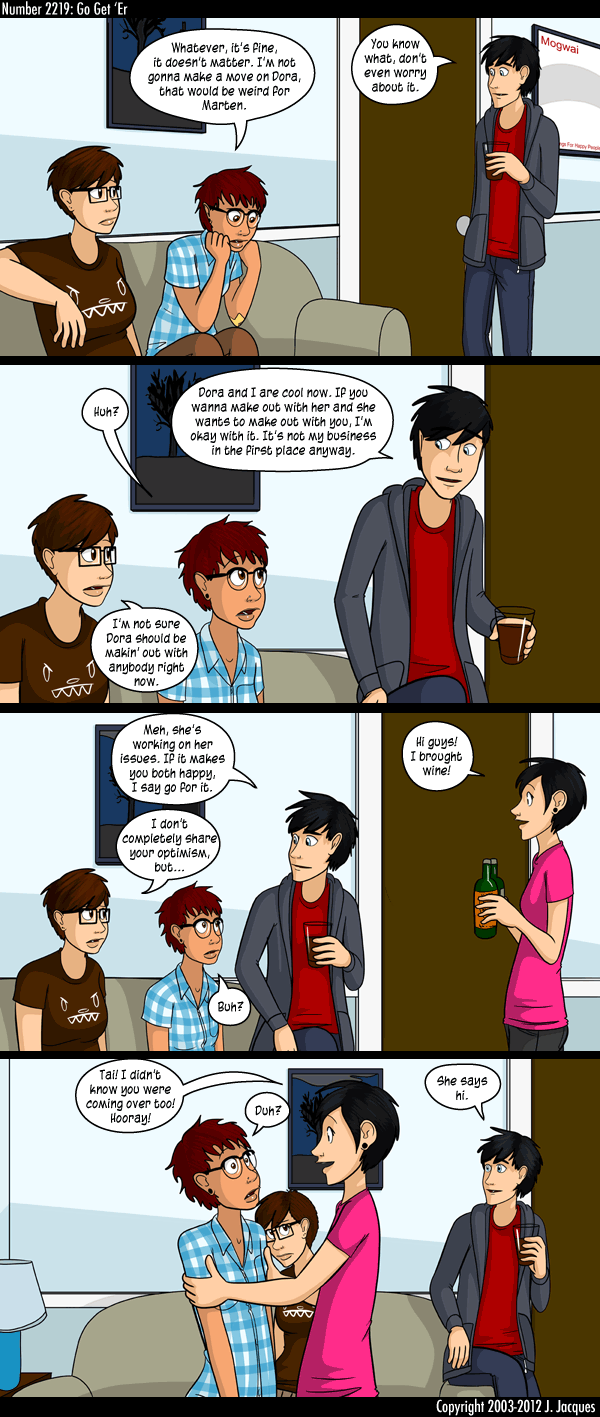 Number 2219: Go Get 'Er
Whatever, it's fine,
it doesn't matter. I'm not
gonna make a move on Dora,
that would be weird for
Marten.
You know
what, don't
even worry
about it.
Mogwai
ngs For Happy People
Huh?
Dora and I are cool now. If you
wanna make out with her and she
wants to make out with you, I'm
okay with it. It's not my business
in the first place anyway.
I'm not sure
Dora should be
makin' out with
anybody right
now.
Meh, she's
working on her
issues. If it makes
you both happy,
I say go for it.
Hi guys!
I brought
wine!
I don't
completely share
your optimism,
but...
Buh?
Tai! I didn't
know you were
coming over too!
Hooray!
Duh?
She says
hi.
Copyright 2003-2012 J. Jacques